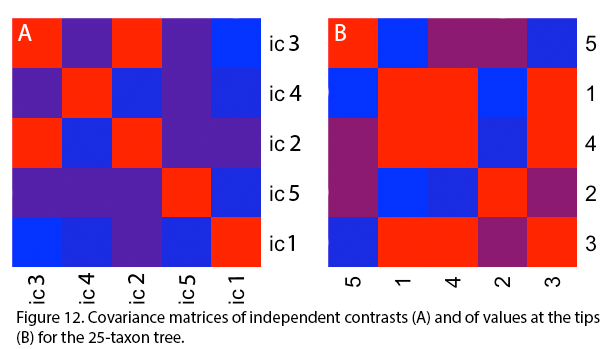 A
B
ic 3
5
ic 4
1
ic 2
4
ic 5
2
ic 1
3
ic 3 ic 4 ic 2 ic 5 ic 1
5 1 4 2 3
Figure 12. Covariance matrices of independent contrasts (A) and of values at the tips
(B) for the 25-taxon tree.